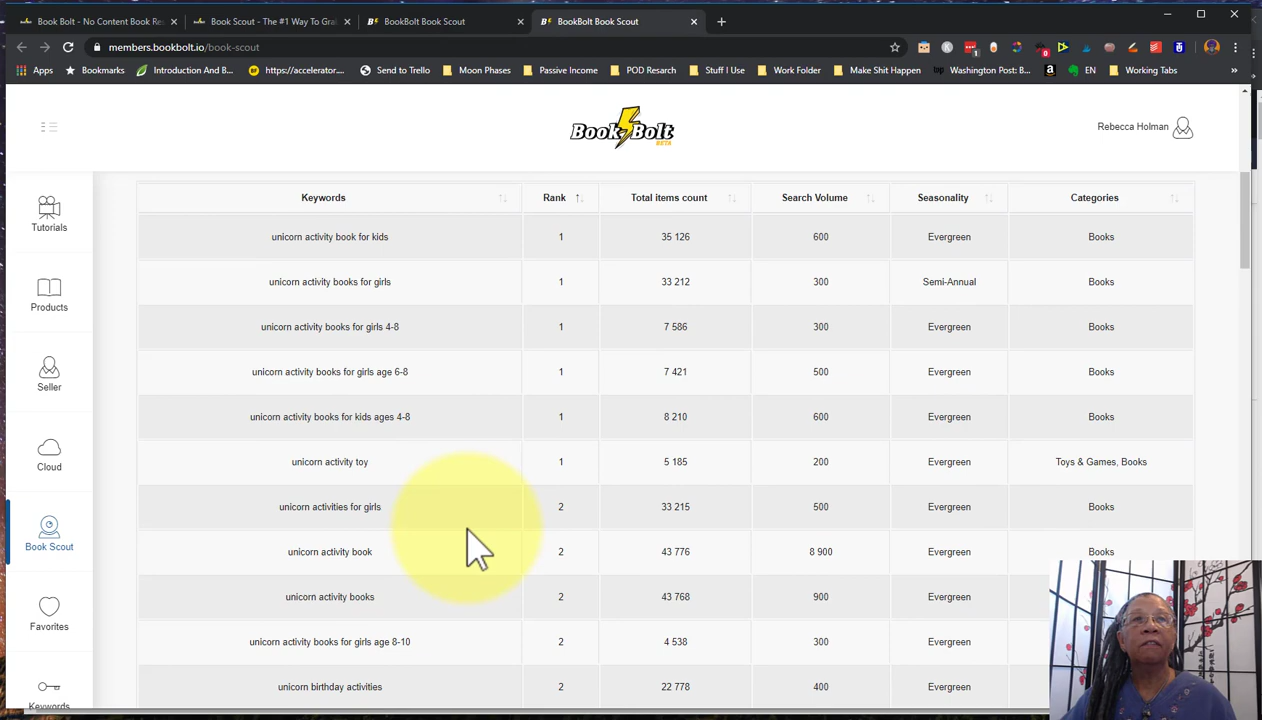 Book Bolt - No Content Book Res
Book Scout - The #1 Way To Gra
BookBolt Book Scout
BookBolt Book Scout
members.bookbolt.io/book-scout
Apps Bookmarks Introduction And B... https://accelerator.... Send to Trello Moon Phases Passive Income POD Resarch Stuff I Use Work Folder Make Shit Happen Washington Post: B... EN Working Tabs
Book Bolt
BETA
Rebecca Holman
Tutorials
Products
Seller
Cloud
Book Scout
Favorites
Keywords
Keywords Rank Total items count Search Volume Seasonality Categories
unicorn activity book for kids 1 35 126 600 Evergreen Books
unicorn activity books for girls 1 33 212 300 Semi-Annual Books
unicorn activity books for girls 4-8 1 7 586 300 Evergreen Books
unicorn activity books for girls age 6-8 1 7 421 500 Evergreen Books
unicorn activity books for kids ages 4-8 1 8 210 600 Evergreen Books
unicorn activity toy 1 5 185 200 Evergreen Toys & Games, Books
unicorn activities for girls 2 33 215 500 Evergreen Books
unicorn activity book 2 43 776 8 900 Evergreen Books
unicorn activity books 2 43 768 900 Evergreen
unicorn activity books for girls age 8-10 2 4 538 300 Evergreen
unicorn birthday activities 2 22 778 400 Evergreen